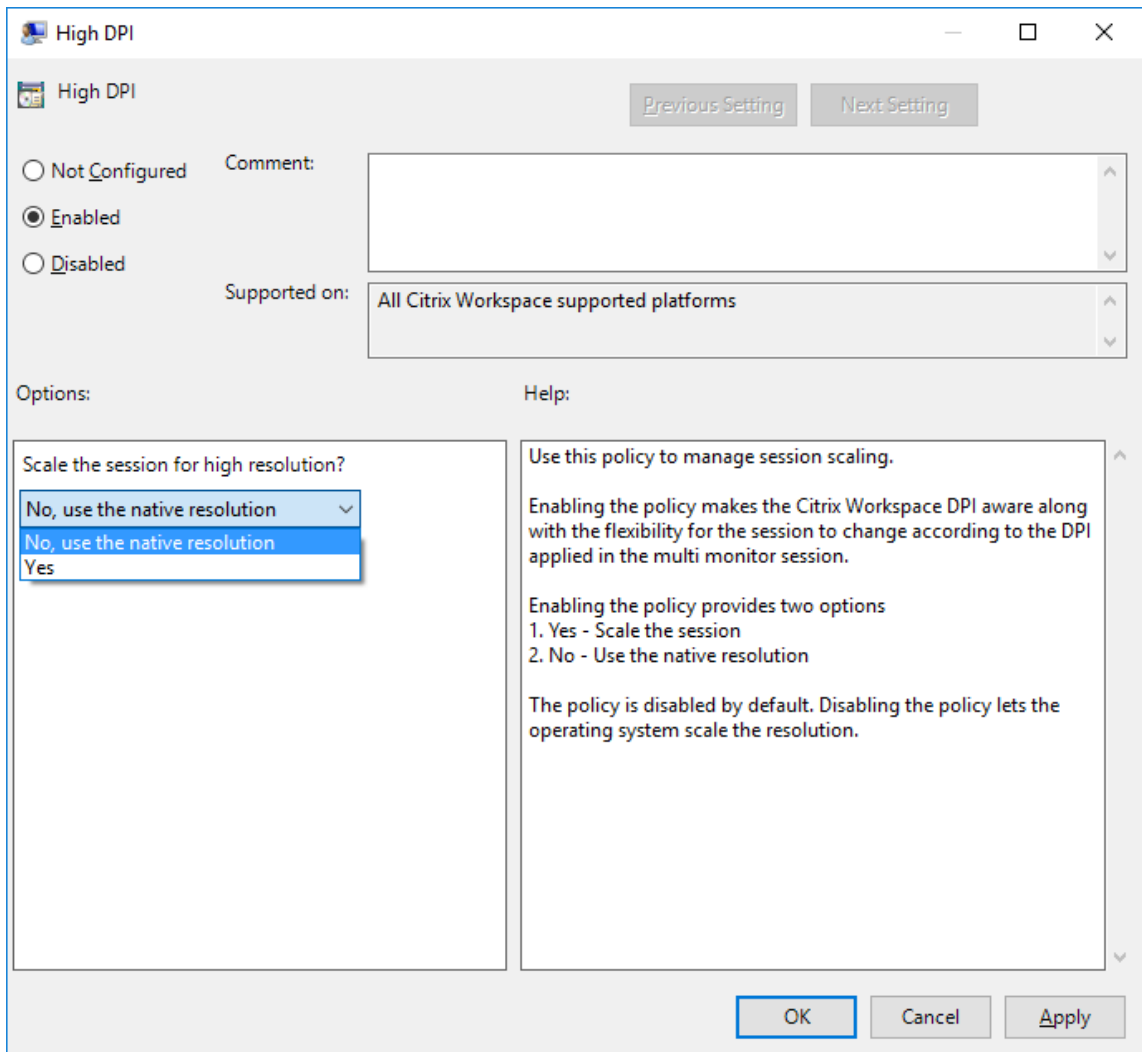 High DPI
High DPI
Previous Setting
Next Setting
Not Configured
Comment:
Enabled
Disabled
Supported on:
All Citrix Workspace supported platforms
Options:
Help:
Scale the session for high resolution?
No, use the native resolution
No, use the native resolution
Yes
Use this policy to manage session scaling.
Enabling the policy makes the Citrix Workspace DPI aware along
with the flexibility for the session to change according to the DPI
applied in the multi monitor session.
Enabling the policy provides two options
1. Yes - Scale the session
2. No - Use the native resolution
The policy is disabled by default. Disabling the policy lets the
operating system scale the resolution.
OK
Cancel
Apply